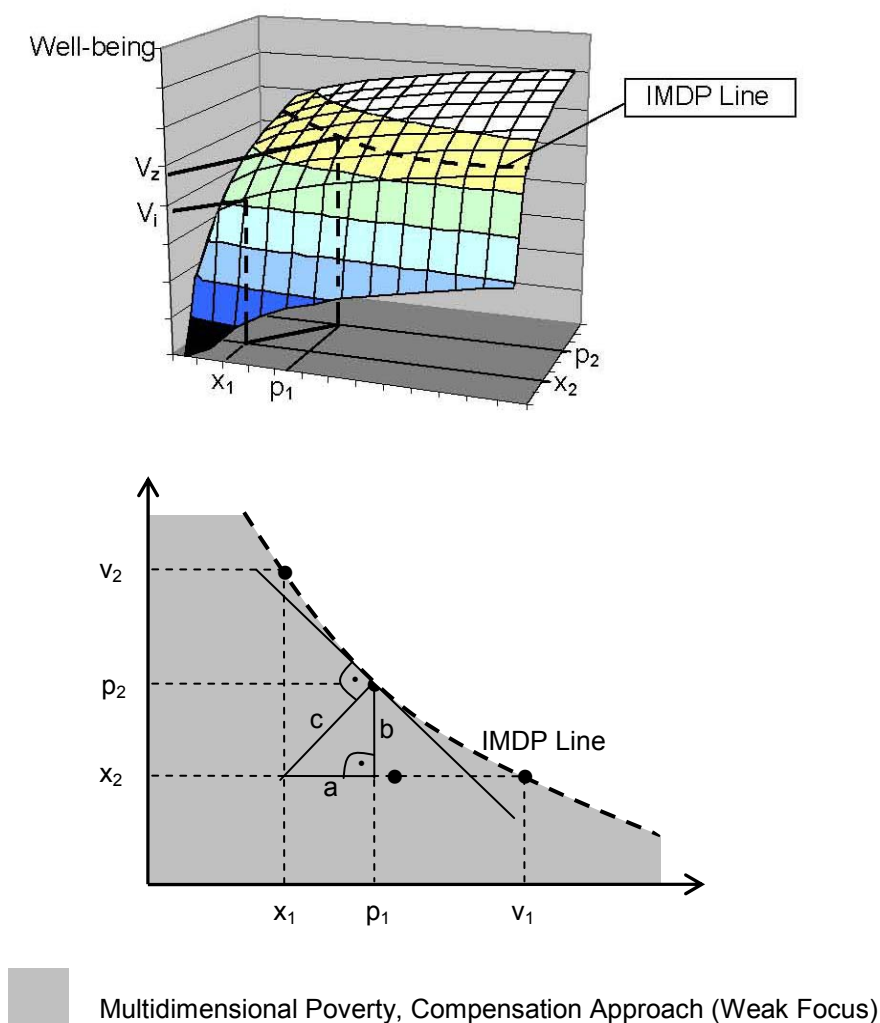 Well-being
IMDP Line
Vz
Vi
x1
p1
p2
x2
v2
p2
c
b
IMDP Line
x2
a
x1
p1
v1
Multidimensional Poverty, Compensation Approach (Weak Focus)